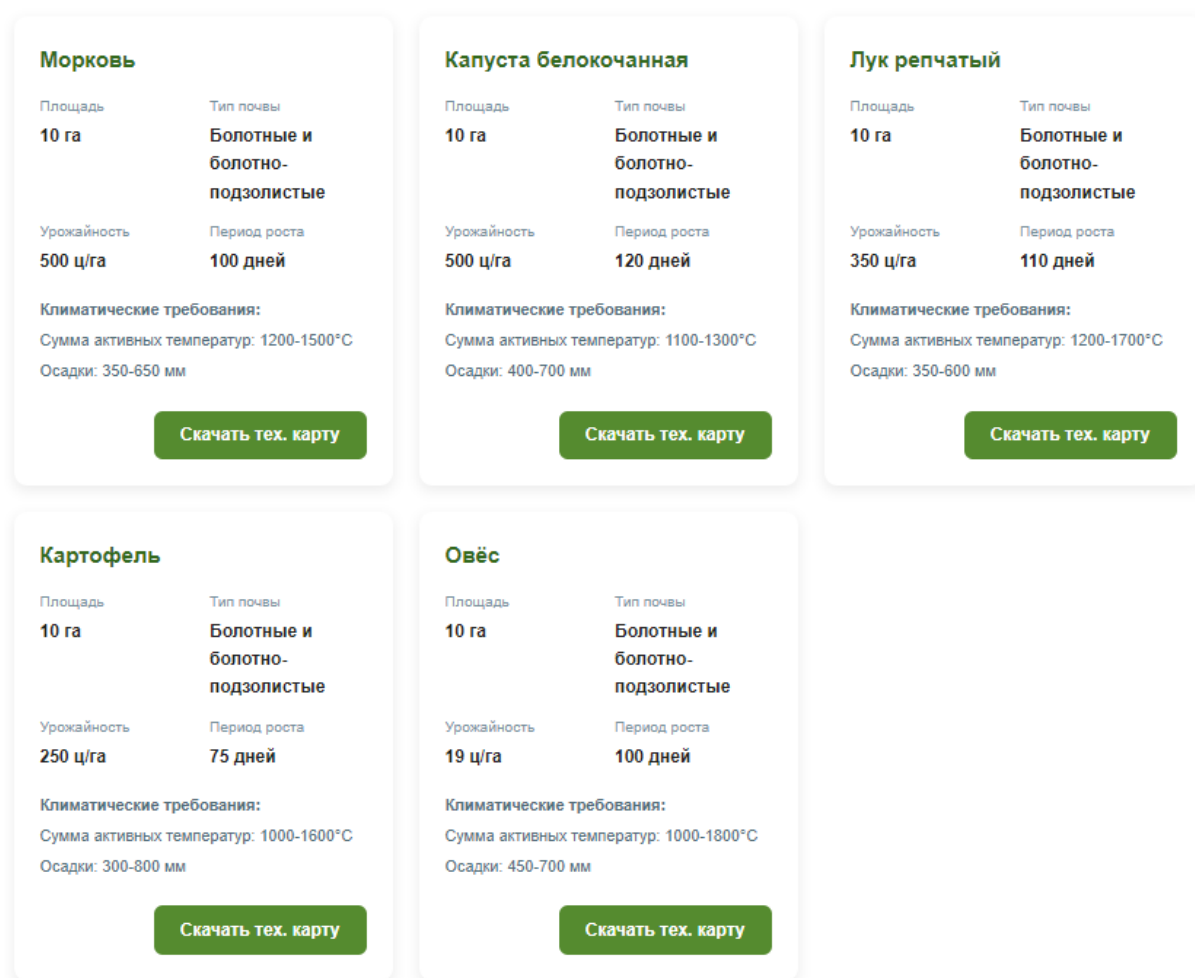 Морковь
Площадь
Тип почвы
10 га
Болотные и
болотно-
подзолистые
Урожайность
Период роста
500 ц/га
100 дней
Климатические требования:
Сумма активных температур: 1200-1500°C
Осадки: 350-650 мм
Скачать тех. карту
Капуста белокочанная
Площадь
Тип почвы
10 га
Болотные и
болотно-
подзолистые
Урожайность
Период роста
500 ц/га
120 дней
Климатические требования:
Сумма активных температур: 1100-1300°C
Осадки: 400-700 мм
Скачать тех. карту
Лук репчатый
Площадь
Тип почвы
10 га
Болотные и
болотно-
подзолистые
Урожайность
Период роста
350 ц/га
110 дней
Климатические требования:
Сумма активных температур: 1200-1700°C
Осадки: 350-600 мм
Скачать тех. карту
Картофель
Площадь
Тип почвы
10 га
Болотные и
болотно-
подзолистые
Урожайность
Период роста
250 ц/га
75 дней
Климатические требования:
Сумма активных температур: 1000-1600°C
Осадки: 300-800 мм
Скачать тех. карту
Овёс
Площадь
Тип почвы
10 га
Болотные и
болотно-
подзолистые
Урожайность
Период роста
19 ц/га
100 дней
Климатические требования:
Сумма активных температур: 1000-1800°C
Осадки: 450-700 мм
Скачать тех. карту